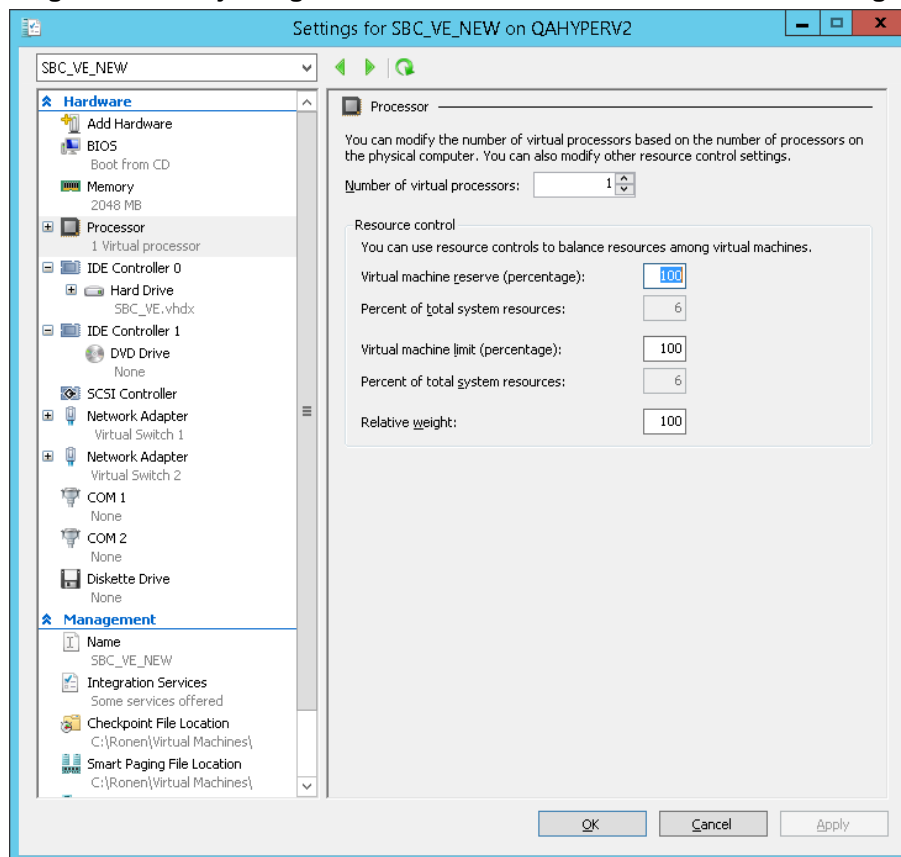 Settings for SBC_VE_NEW on QAHYPERV2
SBC_VE_NEW
Hardware
Add Hardware
BIOS
Boot from CD
Memory
2048 MB
Processor
1 Virtual processor
IDE Controller 0
Hard Drive
SBC_VE.vhdx
IDE Controller 1
DVD Drive
None
SCSI Controller
Network Adapter
Virtual Switch 1
Network Adapter
Virtual Switch 2
COM 1
None
COM 2
None
Diskette Drive
None
Management
Name
SBC_VE_NEW
Integration Services
Some services offered
Checkpoint File Location
C:\Ronen\Virtual Machines\
Smart Paging File Location
C:\Ronen\Virtual Machines\
Processor
You can modify the number of virtual processors based on the number of processors on
the physical computer. You can also modify other resource control settings.
Number of virtual processors: 1
Resource control
You can use resource controls to balance resources among virtual machines.
Virtual machine reserve (percentage): 100
Percent of total system resources: 6
Virtual machine limit (percentage): 100
Percent of total system resources: 6
Relative weight: 100
OK Cancel Apply